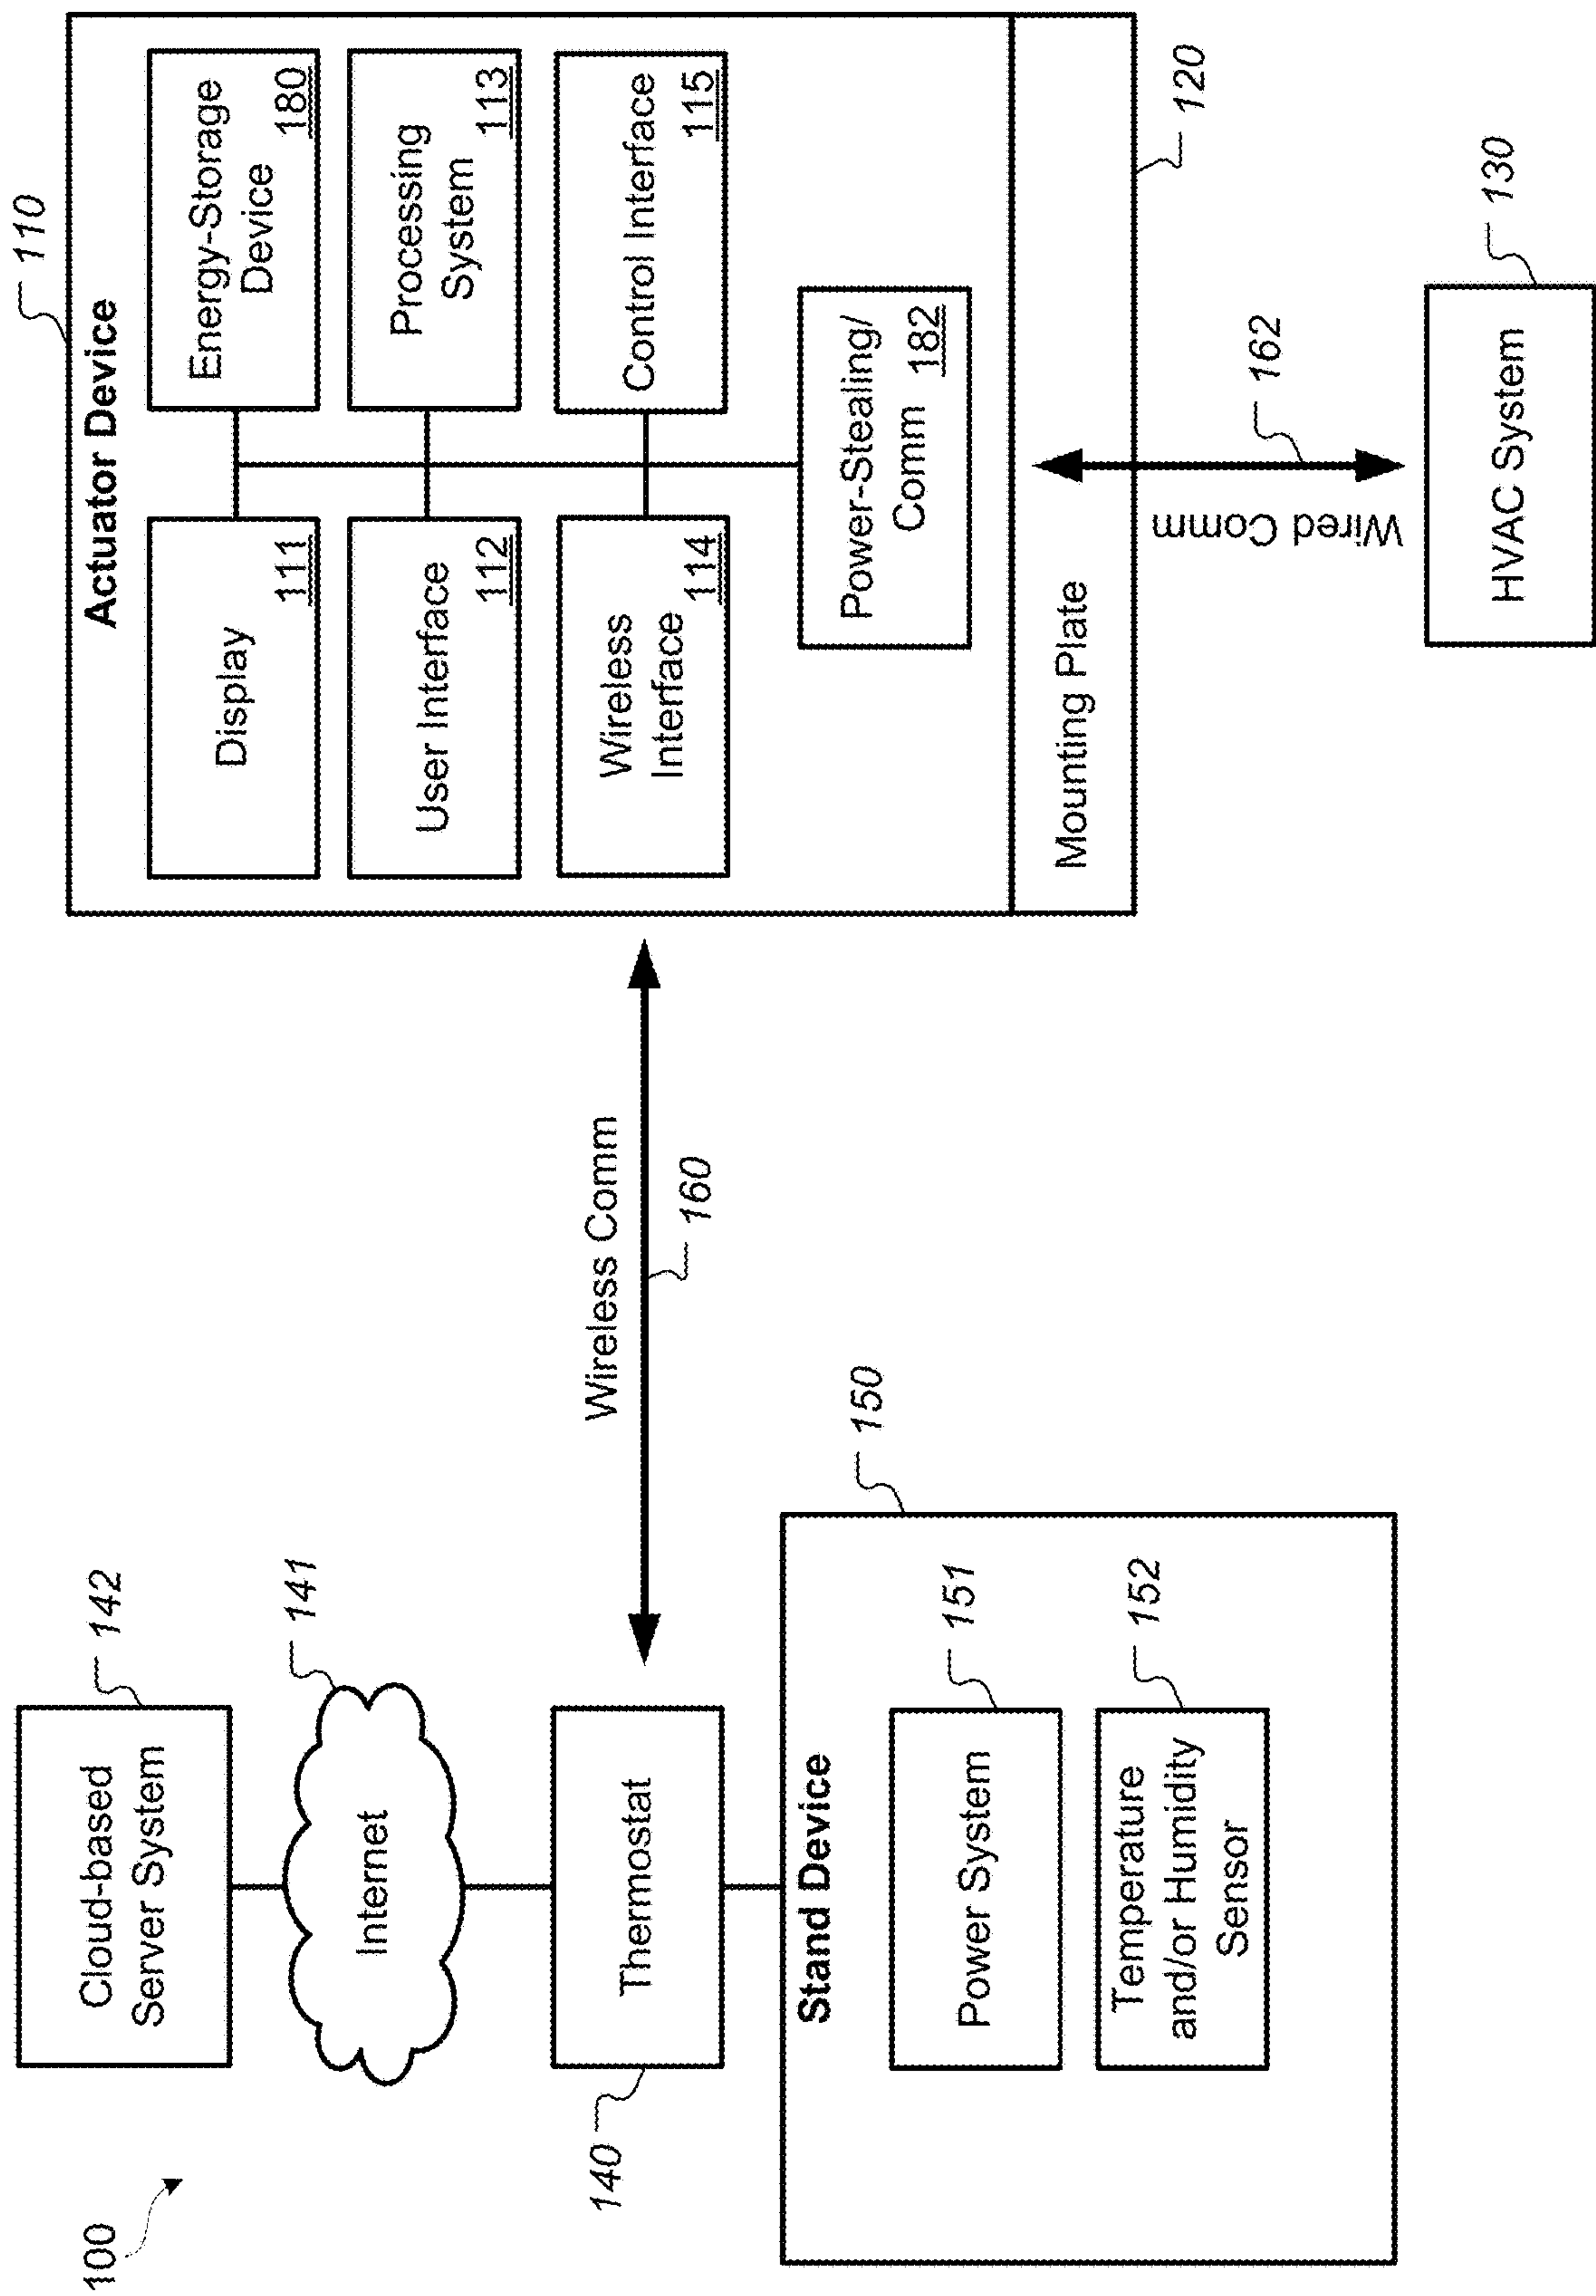 100
Cloud-based
Server System
142
Internet
141
Thermostat
140
Stand Device
150
Power System
151
Temperature
and/or Humidity
Sensor
152
Wireless Comm
160
Actuator Device
110
Display
111
Energy-Storage
Device
180
User Interface
112
Processing
System
113
Wireless
Interface
114
Control Interface
115
Power-Stealing/
Comm 182
Mounting Plate
120
Wired Comm
162
HVAC System
130